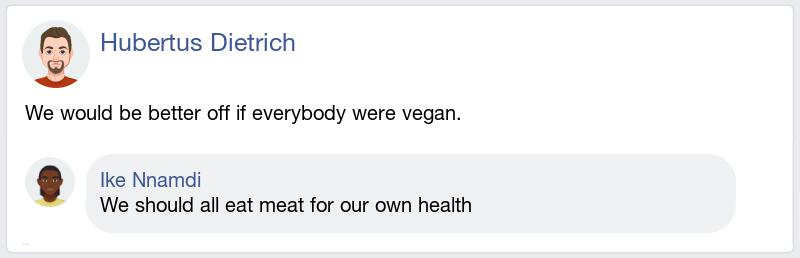 Hubertus Dietrich
We would be better off if everybody were vegan.
Ike Nnamdi
We should all eat meat for our own health